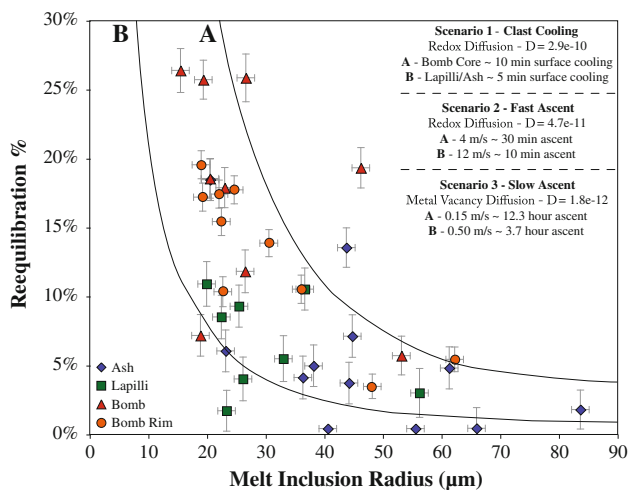 30%
25%
20%
15%
10%
5%
0%
Reequilibration %
B
A
Scenario 1 - Clast Cooling
Redox Diffusion - D = 2.9e-10
A - Bomb Core ~ 10 min surface cooling
B - Lapilli/Ash ~ 5 min surface cooling
Scenario 2 - Fast Ascent
Redox Diffusion - D = 4.7e-11
A - 4 m/s ~ 30 min ascent
B - 12 m/s ~ 10 min ascent
Scenario 3 - Slow Ascent
Metal Vacancy Diffusion - D = 1.8e-12
A - 0.15 m/s ~ 12.3 hour ascent
B - 0.50 m/s ~ 3.7 hour ascent
Ash
Lapilli
Bomb
Bomb Rim
0 10 20 30 40 50 60 70 80 90
Melt Inclusion Radius (μm)